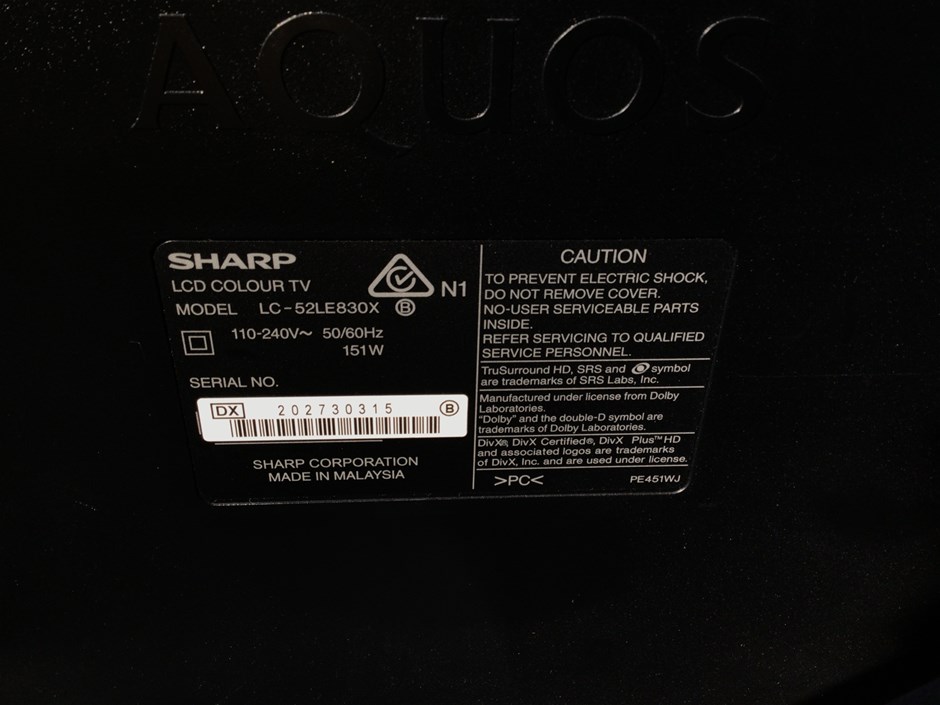 AQUOS
SHARP
LCD COLOUR TV
MODEL LC-52LE830X Ⓑ
N1
110-240V~ 50/60Hz
151W
SERIAL NO.
DX 202730315 Ⓑ
SHARP CORPORATION
MADE IN MALAYSIA
CAUTION
TO PREVENT ELECTRIC SHOCK,
DO NOT REMOVE COVER.
NO-USER SERVICEABLE PARTS
INSIDE.
REFER SERVICING TO QUALIFIED
SERVICE PERSONNEL.
TruSurround HD, SRS and symbol
are trademarks of SRS Labs, Inc.
Manufactured under license from Dolby
Laboratories.
"Dolby" and the double-D symbol are
trademarks of Dolby Laboratories.
DivX®, DivX Certified®, DivX Plus™ HD
and associated logos are trademarks
of DivX, Inc. and are used under license.
>PC< PE451WJ